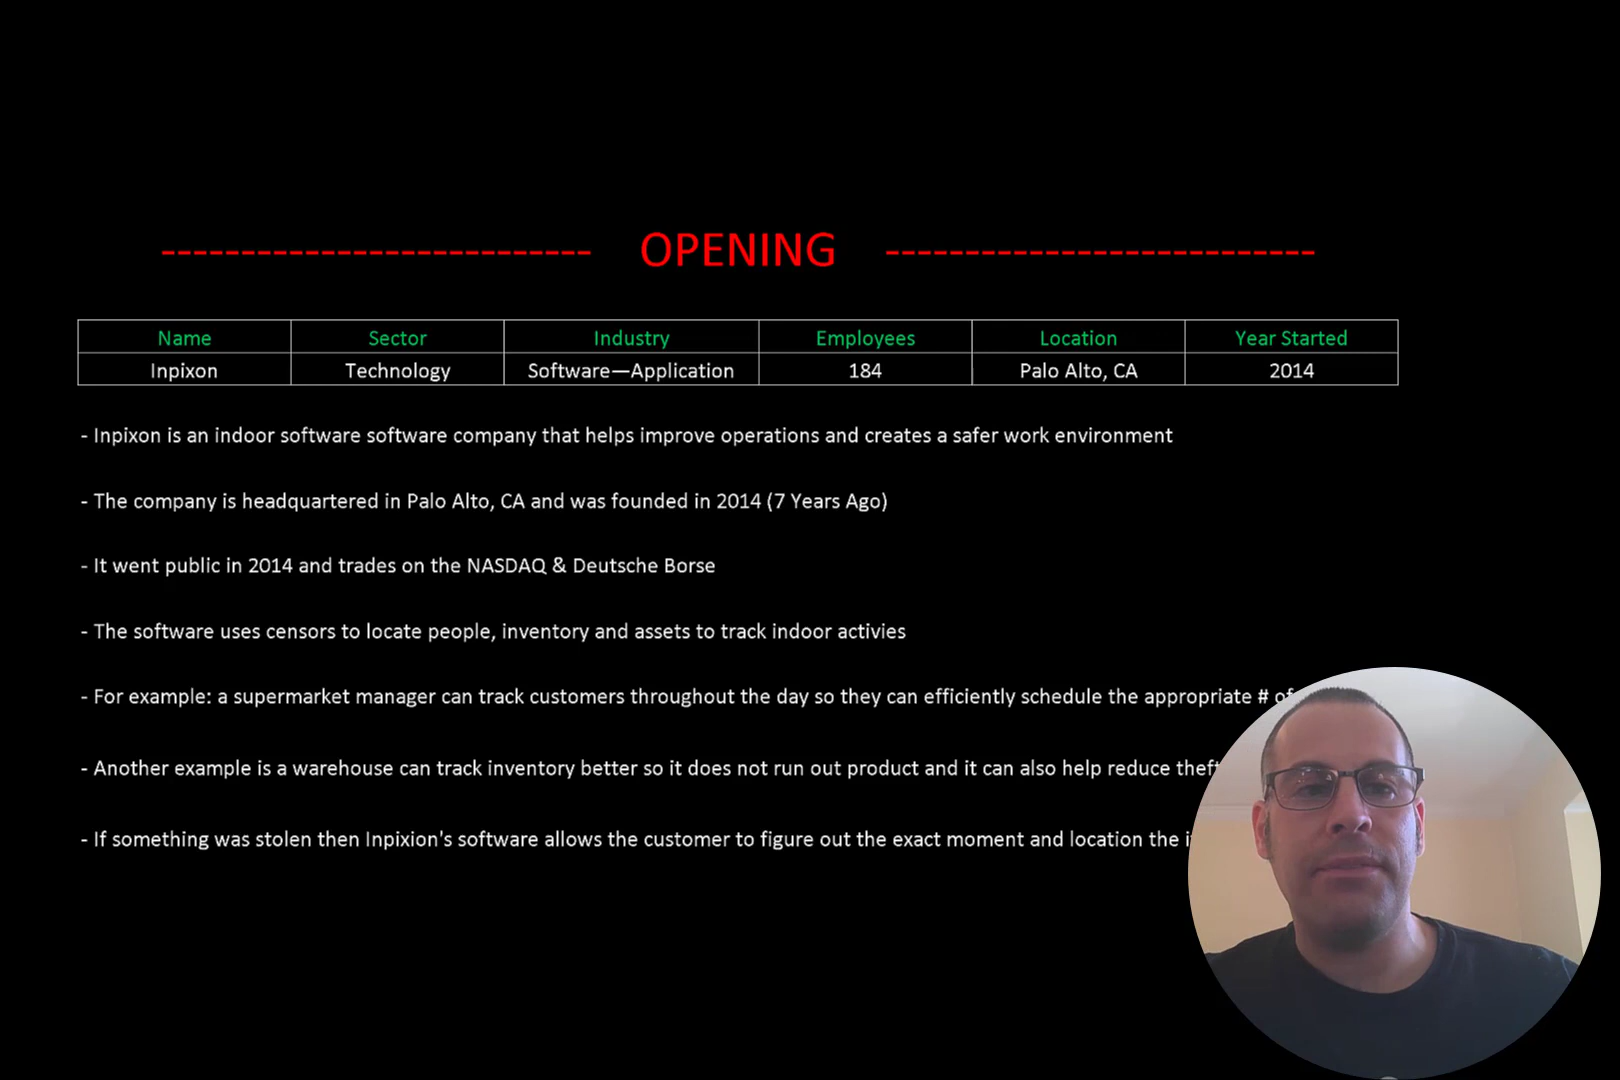 -------------------------- OPENING --------------------------
Name Sector Industry Employees Location Year Started
Inpixon Technology Software—Application 184 Palo Alto, CA 2014
- Inpixon is an indoor software software company that helps improve operations and creates a safer work environment
- The company is headquartered in Palo Alto, CA and was founded in 2014 (7 Years Ago)
- It went public in 2014 and trades on the NASDAQ & Deutsche Borse
- The software uses censors to locate people, inventory and assets to track indoor activies
- For example: a supermarket manager can track customers throughout the day so they can efficiently schedule the appropriate # of
- Another example is a warehouse can track inventory better so it does not run out product and it can also help reduce theft
- If something was stolen then Inpixion's software allows the customer to figure out the exact moment and location the